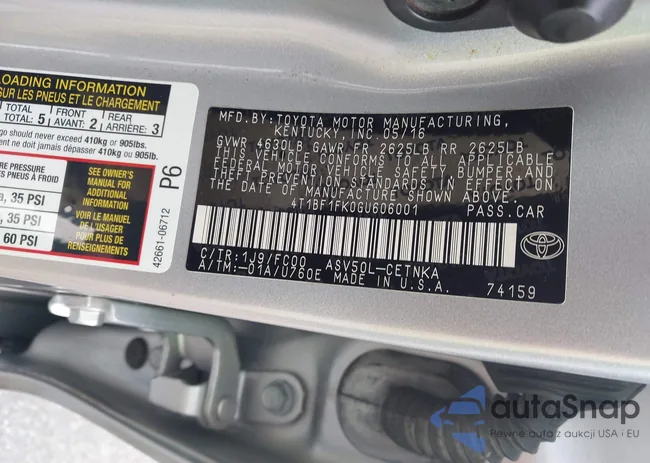 LOADING INFORMATION
SUR LES PNEUS ET LE CHARGEMENT
TOTAL FRONT REAR
TOTAL: 5 AVANT: 2 ARRIÈRE: 3
go should never exceed 410kg or 905lbs.
ent ne doit jamais dépasser 410kg or 905lbs.
RE PRESSURE
PNEUS À FROID
35 PSI
35 PSI
60 PSI
SEE OWNER'S
MANUAL FOR
ADDITIONAL
INFORMATION
VOIR LE MANUEL
DE L'USAGER
POUR PLUS DE
RENSEIGNEMENTS
P6
42661-06712
MFD.BY:TOYOTA MOTOR MANUFACTURING,
KENTUCKY, INC. 05/16
GVWR 4630LB GAWR FR 2625LB RR 2625LB
THIS VEHICLE CONFORMS TO ALL APPLICABLE
FEDERAL MOTOR VEHICLE SAFETY, BUMPER, AND
THEFT PREVENTION STANDARDS IN EFFECT ON
THE DATE OF MANUFACTURE SHOWN ABOVE.
4T1BF1FK0GU606001 PASS.CAR
C/TR:1J9/FC00 ASV50L-CETNKA
A/TM:-01A/U760E MADE IN U.S.A.
74159
TOYOTA
autaSnap
Pewne auto z aukcji USA i EU